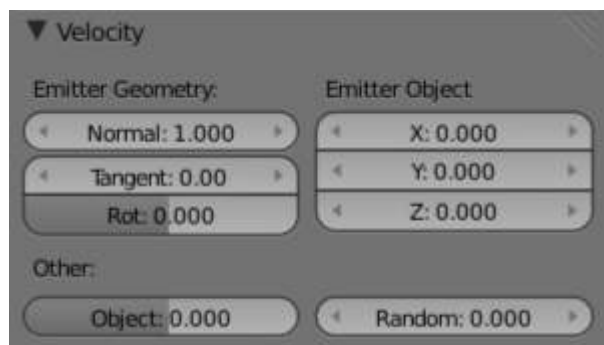 Velocity
Emitter Geometry:
Emitter Object
Normal: 1.000
X: 0.000
Tangent: 0.00
Y: 0.000
Rot: 0.000
Z: 0.000
Other:
Object: 0.000
Random: 0.000